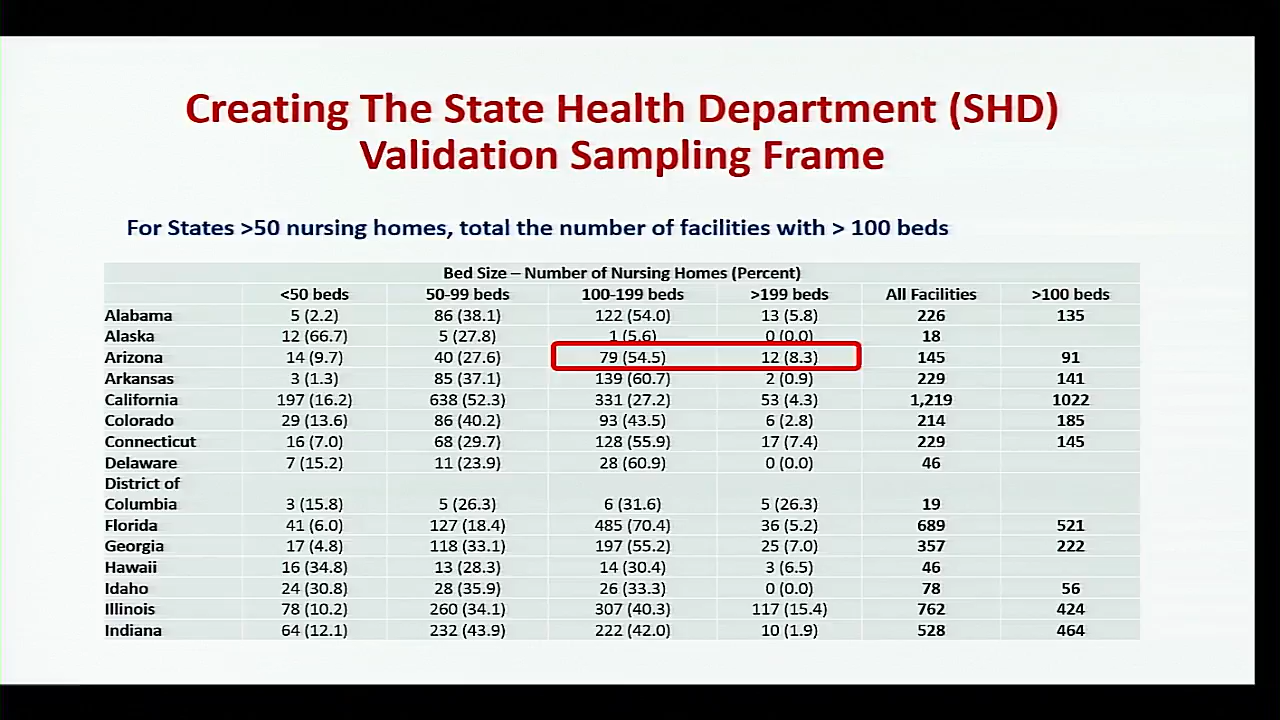 Creating The State Health Department (SHD)
Validation Sampling Frame
For States >50 nursing homes, total the number of facilities with > 100 beds
Bed Size – Number of Nursing Homes (Percent)
<50 beds 50-99 beds 100-199 beds >199 beds All Facilities >100 beds
Alabama 5 (2.2) 86 (38.1) 122 (54.0) 13 (5.8) 226 135
Alaska 12 (66.7) 5 (27.8) 1 (5.6) 0 (0.0) 18
Arizona 14 (9.7) 40 (27.6) 79 (54.5) 12 (8.3) 145 91
Arkansas 3 (1.3) 85 (37.1) 139 (60.7) 2 (0.9) 229 141
California 197 (16.2) 638 (52.3) 331 (27.2) 53 (4.3) 1,219 1022
Colorado 29 (13.6) 86 (40.2) 93 (43.5) 6 (2.8) 214 185
Connecticut 16 (7.0) 68 (29.7) 128 (55.9) 17 (7.4) 229 145
Delaware 7 (15.2) 11 (23.9) 28 (60.9) 0 (0.0) 46
District of
Columbia 3 (15.8) 5 (26.3) 6 (31.6) 5 (26.3) 19
Florida 41 (6.0) 127 (18.4) 485 (70.4) 36 (5.2) 689 521
Georgia 17 (4.8) 118 (33.1) 197 (55.2) 25 (7.0) 357 222
Hawaii 16 (34.8) 13 (28.3) 14 (30.4) 3 (6.5) 46
Idaho 24 (30.8) 28 (35.9) 26 (33.3) 0 (0.0) 78 56
Illinois 78 (10.2) 260 (34.1) 307 (40.3) 117 (15.4) 762 424
Indiana 64 (12.1) 232 (43.9) 222 (42.0) 10 (1.9) 528 464